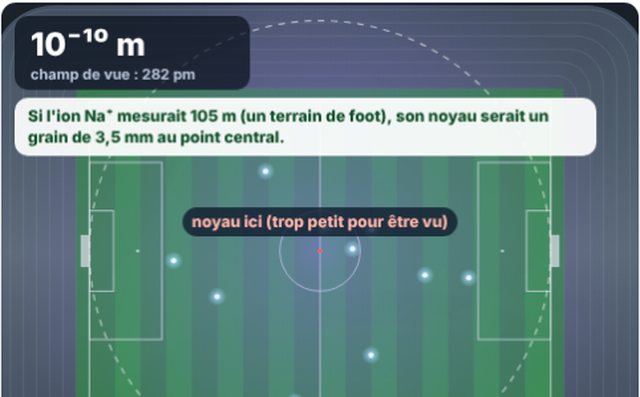 10⁻¹⁰ m
champ de vue : 282 pm
Si l'ion Na⁺ mesurait 105 m (un terrain de foot), son noyau serait un
grain de 3,5 mm au point central.
noyau ici (trop petit pour être vu)